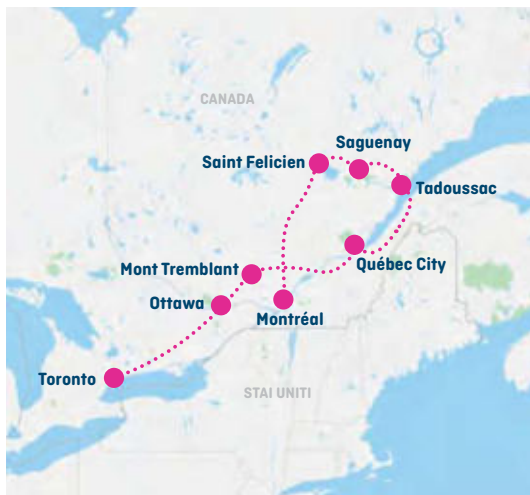 CANADA
Saguenay
Saint Felicien
Tadoussac
Québec City
Mont Tremblant
Ottawa
Montréal
Toronto
STAI UNITI